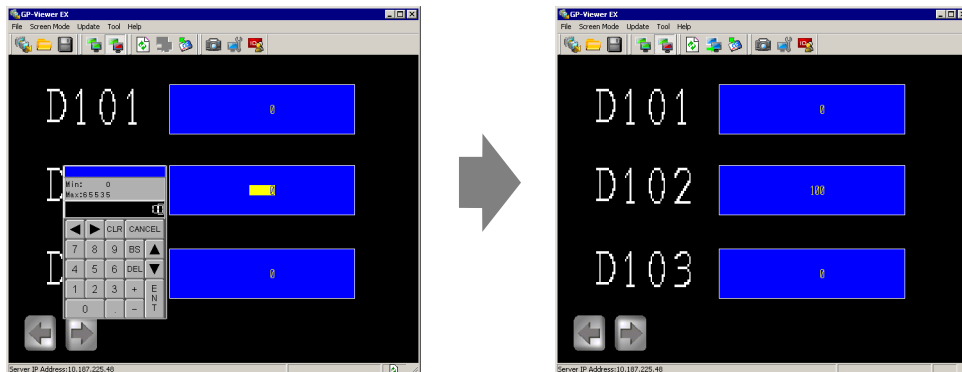 GP-Viewer EX
File Screen Mode Update Tool Help
D101 0
D
0
Min: 0
Max:65535
0
CLR CANCEL
7 8 9 BS
4 5 6 DEL
1 2 3 + ENT
0 . -
D 0
Server IP Address:10.187.225.48
GP-Viewer EX
File Screen Mode Update Tool Help
D101 0
D102 100
D103 0
Server IP Address:10.187.225.48